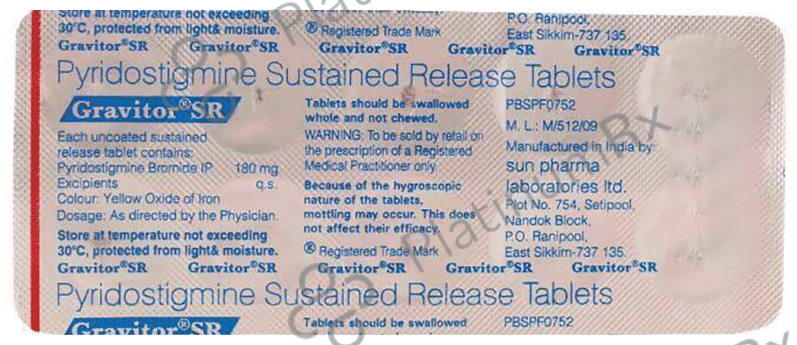 Store at temperature not exceeding
30°C, protected from light& moisture.
® Registered Trade Mark
P.O. Ranipool,
East Sikkim-737 135.
Gravitor®SR Gravitor®SR Gravitor®SR Gravitor®SR Gravitor®SR
Pyridostigmine Sustained Release Tablets
Gravitor®SR
Each uncoated sustained
release tablet contains:
Pyridostigmine Bromide IP 180 mg
Excipients q.s.
Colour: Yellow Oxide of Iron
Dosage: As directed by the Physician.
Store at temperature not exceeding
30°C, protected from light& moisture.
Tablets should be swallowed
whole and not chewed.
WARNING: To be sold by retail on
the prescription of a Registered
Medical Practitioner only.
Because of the hygroscopic
nature of the tablets,
mottling may occur. This does
not affect their efficacy.
® Registered Trade Mark
PBSPF0752
M. L.: M/512/09
Manufactured in India by:
sun pharma
laboratories ltd.
Plot No. 754, Setipool,
Nandok Block,
P.O. Ranipool,
East Sikkim-737 135.
Gravitor®SR Gravitor®SR Gravitor®SR Gravitor®SR Gravitor®SR
Pyridostigmine Sustained Release Tablets
Gravitor®SR
Tablets should be swallowed
PBSPF0752
PlatinumRx